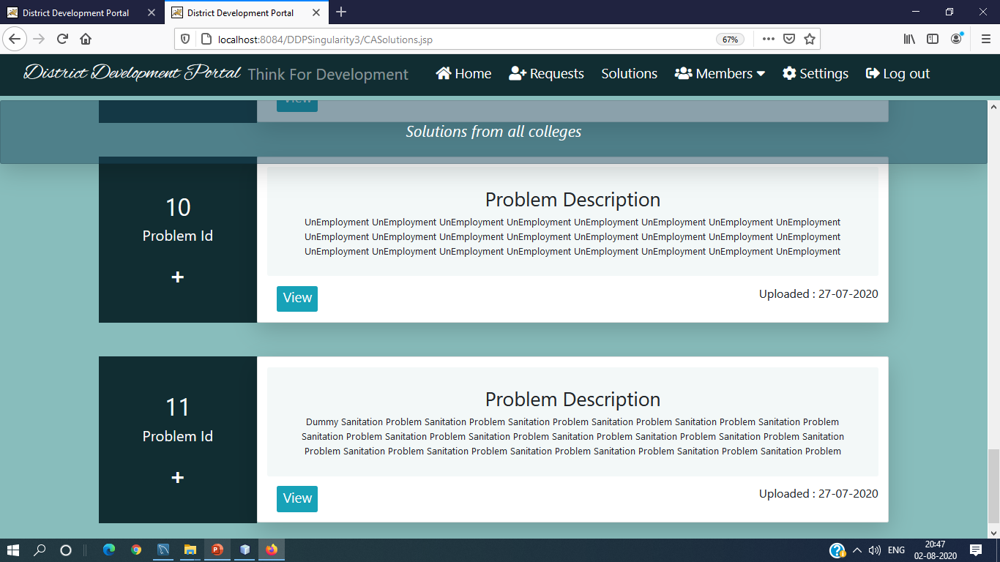 District Development Portal
District Development Portal
localhost:8084/DDPSingularity3/CASolutions.jsp
67%
District Development Portal Think For Development Home Requests Solutions Members Settings Log out
View
Solutions from all colleges
10
Problem Id
+
Problem Description
UnEmployment UnEmployment UnEmployment UnEmployment UnEmployment UnEmployment UnEmployment UnEmployment
UnEmployment UnEmployment UnEmployment UnEmployment UnEmployment UnEmployment UnEmployment UnEmployment
UnEmployment UnEmployment UnEmployment UnEmployment UnEmployment UnEmployment UnEmployment UnEmployment
View
Uploaded : 27-07-2020
11
Problem Id
+
Problem Description
Dummy Sanitation Problem Sanitation Problem Sanitation Problem Sanitation Problem Sanitation Problem Sanitation Problem
Sanitation Problem Sanitation Problem Sanitation Problem Sanitation Problem Sanitation Problem Sanitation Problem Sanitation
Problem Sanitation Problem Sanitation Problem Sanitation Problem Sanitation Problem Sanitation Problem Sanitation Problem
View
Uploaded : 27-07-2020
ENG
20:47
02-08-2020